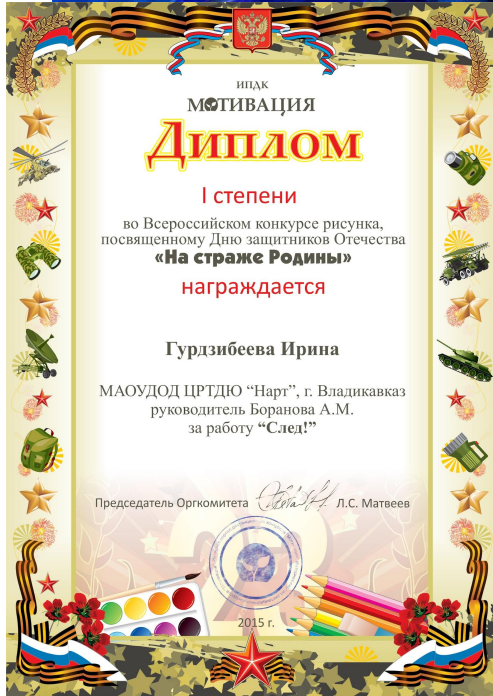 ИПДК
МОТИВАЦИЯ
Диплом
I степени
во Всероссийском конкурсе рисунка,
посвященному Дню защитников Отечества
«На страже Родины»
награждается
Гурдзибеева Ирина
МАОУДОД ЦРТДЮ “Нарт”, г. Владикавказ
руководитель Боранова А.М.
за работу “След!”
Председатель Оргкомитета Л.С. Матвеев
2015 г.